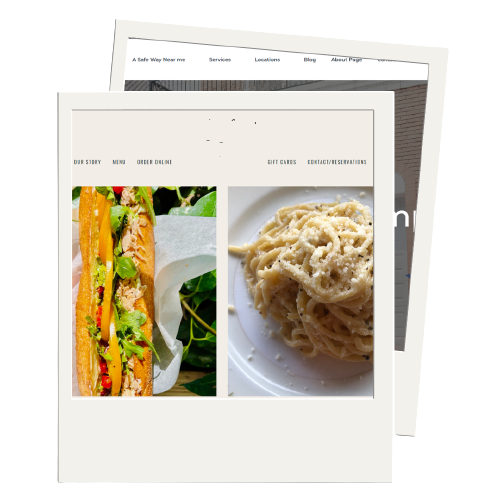 A Safe Way Near me Services Locations Blog About Page
OUR STORY MENU ORDER ONLINE GIFT CARDS CONTACT/RESERVATIONS